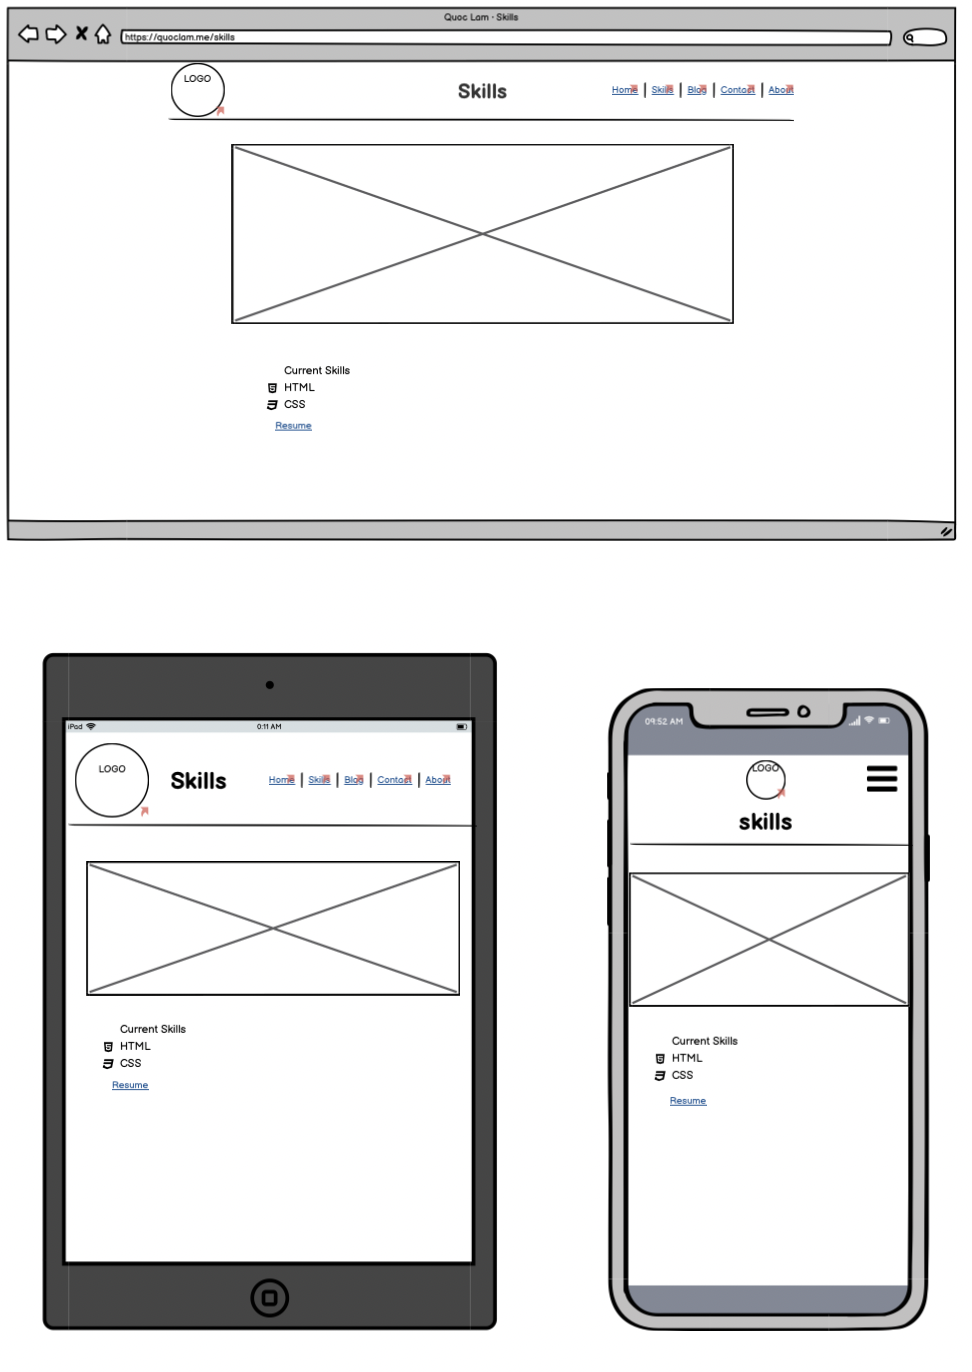 Quoc Lam - Skills
https://quoclam.me/skills
LOGO
Skills
Home | Skills | Blog | Contact | About
Current Skills
HTML
CSS
Resume
iPad
0:11 AM
LOGO
Skills
Home | Skills | Blog | Contact | About
Current Skills
HTML
CSS
Resume
09:52 AM
LOGO
skills
Current Skills
HTML
CSS
Resume